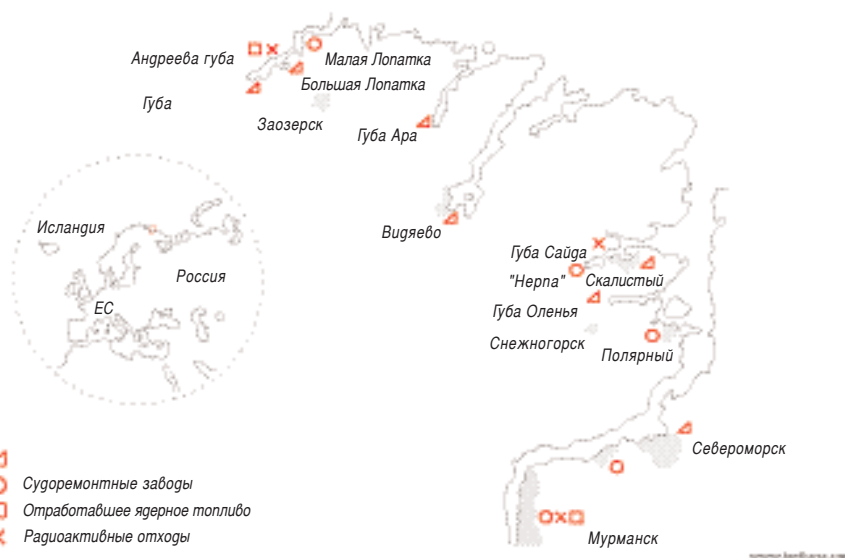 Андреева губа
Малая Лопатка
Большая Лопатка
Губа
Заозерск
Губа Ара
Видяево
Исландия
Россия
ЕС
Губа Сайда
"Нерпа"
Скалистый
Губа Оленья
Снежногорск
Полярный
Североморск
Судоремонтные заводы
Отработавшее ядерное топливо
Радиоактивные отходы
Мурманск